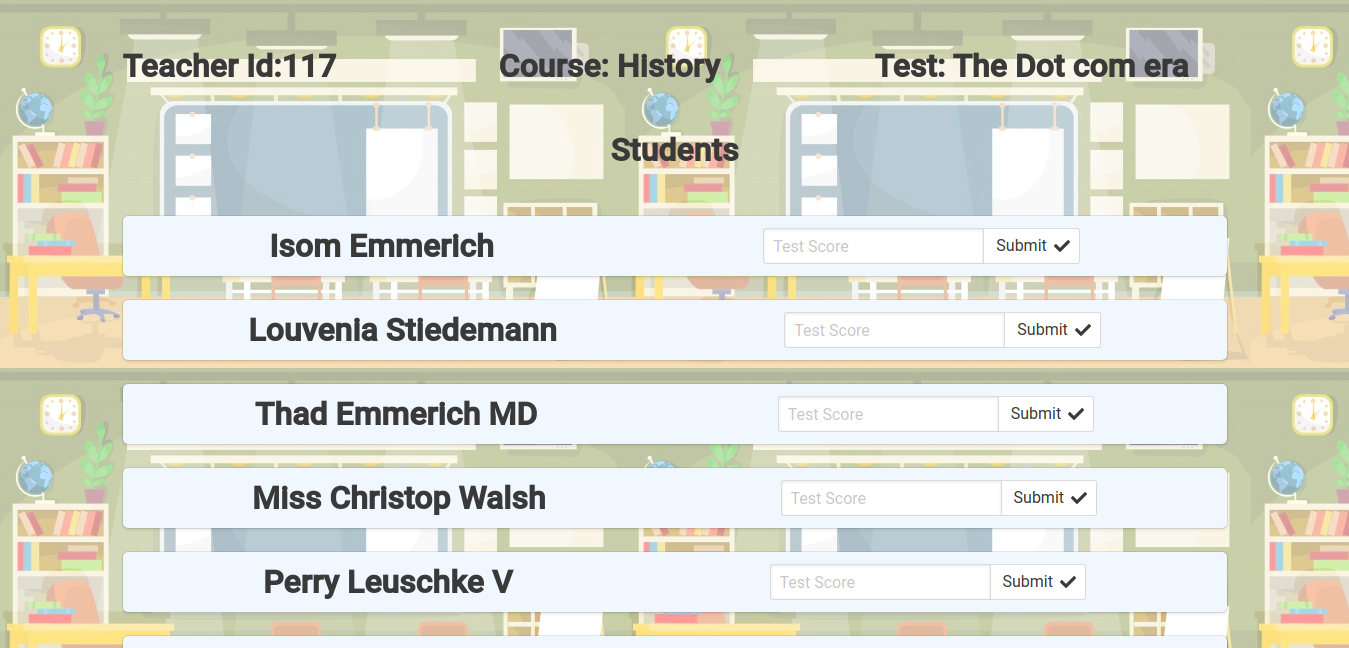 Teacher Id:117 Course: History Test: The Dot com era
Students
Isom Emmerich Test Score Submit
Louvenia Stiedemann Test Score Submit
Thad Emmerich MD Test Score Submit
Miss Christop Walsh Test Score Submit
Perry Leuschke V Test Score Submit